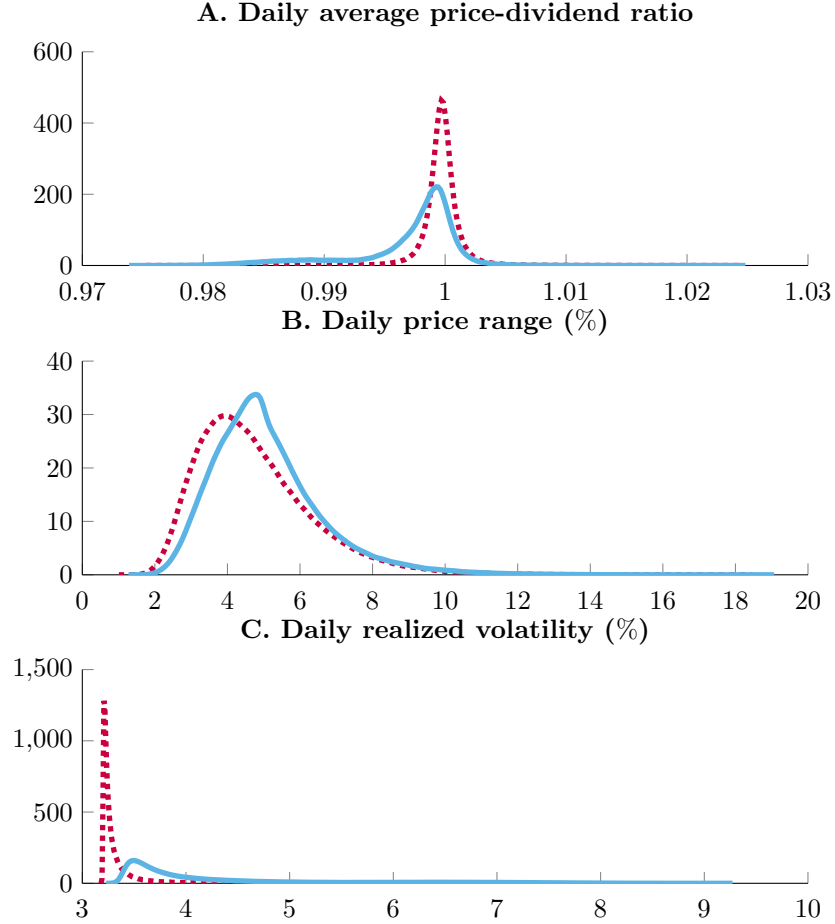 A. Daily average price-dividend ratio
600
400
200
0
0.97 0.98 0.99 1 1.01 1.02 1.03
B. Daily price range (%)
40
30
20
10
0
0 2 4 6 8 10 12 14 16 18 20
C. Daily realized volatility (%)
1,500
1,000
500
0
3 4 5 6 7 8 9 10